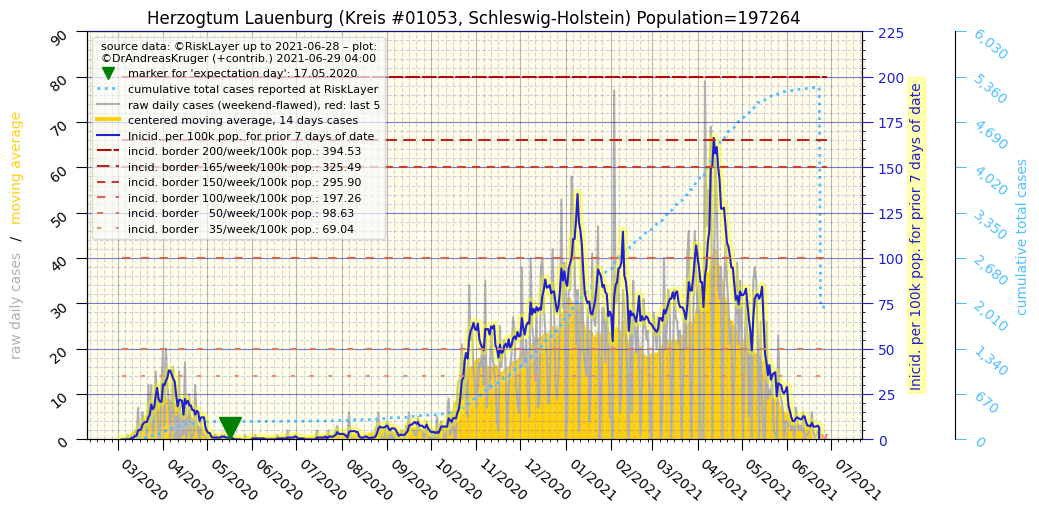 Herzogtum Lauenburg (Kreis #01053, Schleswig-Holstein) Population=197264
source data: ©RiskLayer up to 2021-06-28 – plot:
©DrAndreasKruger (+contrib.) 2021-06-29 04:00
marker for 'expectation day': 17.05.2020
cumulative total cases reported at RiskLayer
raw daily cases (weekend-flawed), red: last 5
centered moving average, 14 days cases
Inicid. per 100k pop. for prior 7 days of date
incid. border 200/week/100k pop.: 394.53
incid. border 165/week/100k pop.: 325.49
incid. border 150/week/100k pop.: 295.90
incid. border 100/week/100k pop.: 197.26
incid. border   50/week/100k pop.: 98.63
incid. border   35/week/100k pop.: 69.04
raw daily cases  /  moving average
90
80
70
60
50
40
30
20
10
0
03/2020
04/2020
05/2020
06/2020
07/2020
08/2020
09/2020
10/2020
11/2020
12/2020
01/2021
02/2021
03/2021
04/2021
05/2021
06/2021
07/2021
225
200
175
150
125
100
75
50
25
0
Inicid. per 100k pop. for prior 7 days of date
6,030
5,360
4,690
4,020
3,350
2,680
2,010
1,340
670
0
cumulative total cases